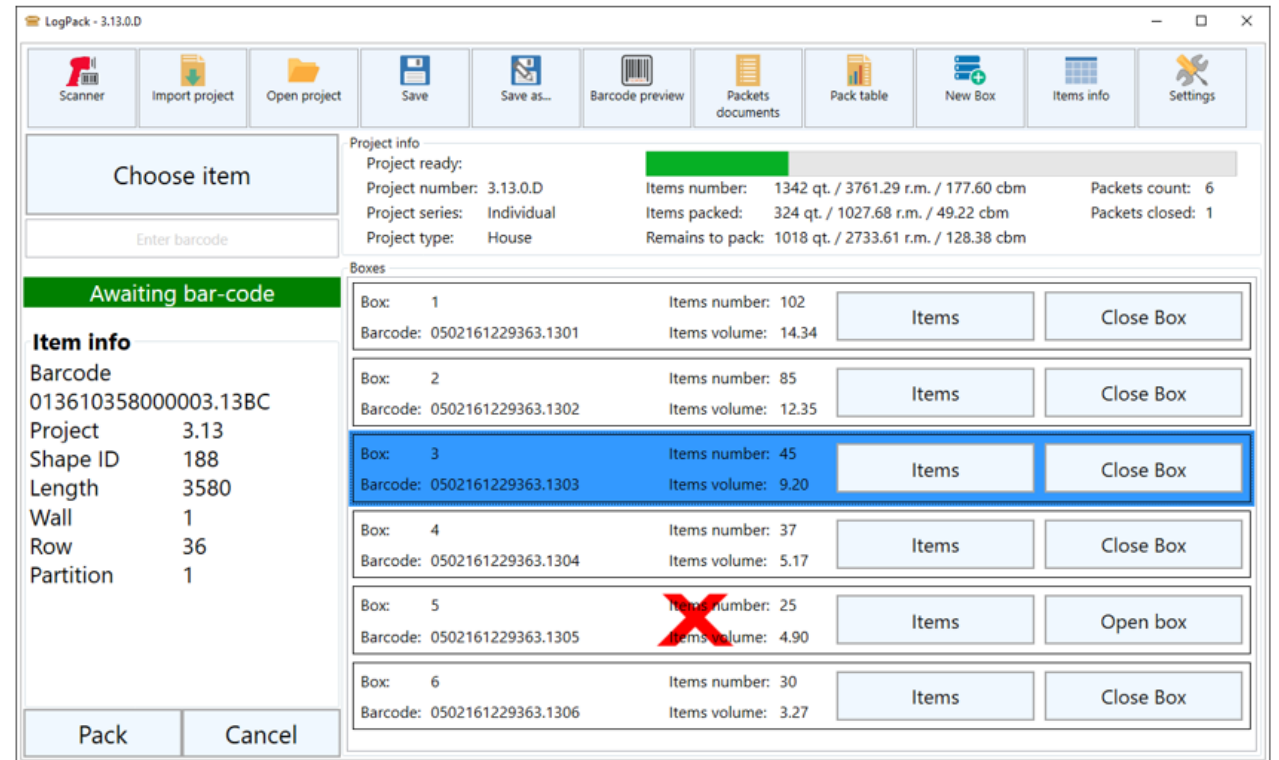 LogPack - 3.13.0.D
Scanner
Import project
Open project
Save
Save as...
Barcode preview
Packets documents
Pack table
New Box
Items info
Settings
Choose item
Enter barcode
Awaiting bar-code
Item info
Barcode
013610358000003.13BC
Project 3.13
Shape ID 188
Length 3580
Wall 1
Row 36
Partition 1
Pack
Cancel
Project info
Project ready:
Project number: 3.13.0.D Items number: 1342 qt. / 3761.29 r.m. / 177.60 cbm Packets count: 6
Project series: Individual Items packed: 324 qt. / 1027.68 r.m. / 49.22 cbm Packets closed: 1
Project type: House Remains to pack: 1018 qt. / 2733.61 r.m. / 128.38 cbm
Boxes
Box: 1 Items number: 102
Barcode: 0502161229363.1301 Items volume: 14.34
Items Close Box
Box: 2 Items number: 85
Barcode: 0502161229363.1302 Items volume: 12.35
Items Close Box
Box: 3 Items number: 45
Barcode: 0502161229363.1303 Items volume: 9.20
Items Close Box
Box: 4 Items number: 37
Barcode: 0502161229363.1304 Items volume: 5.17
Items Close Box
Box: 5 Items number: 25
Barcode: 0502161229363.1305 Items volume: 4.90
Items Open box
Box: 6 Items number: 30
Barcode: 0502161229363.1306 Items volume: 3.27
Items Close Box